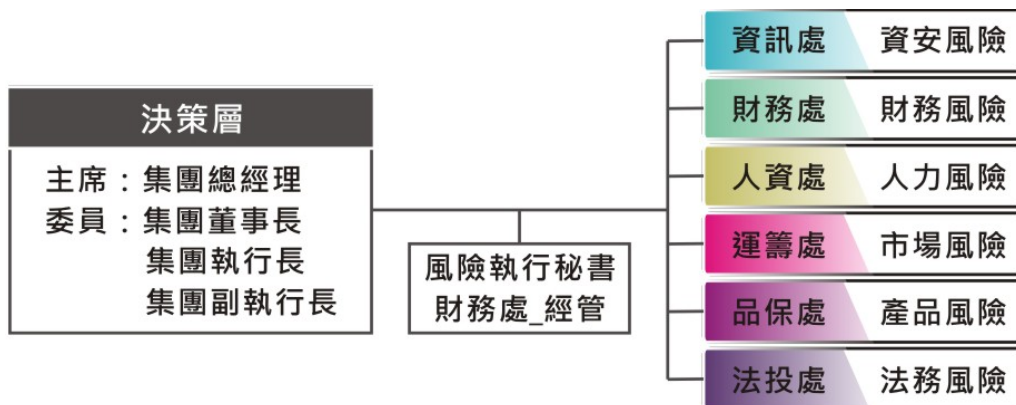 決策層
主席：集團總經理
委員：集團董事長
集團執行長
集團副執行長
風險執行秘書
財務處_經管
資訊處 資安風險
財務處 財務風險
人資處 人力風險
運籌處 市場風險
品保處 產品風險
法投處 法務風險